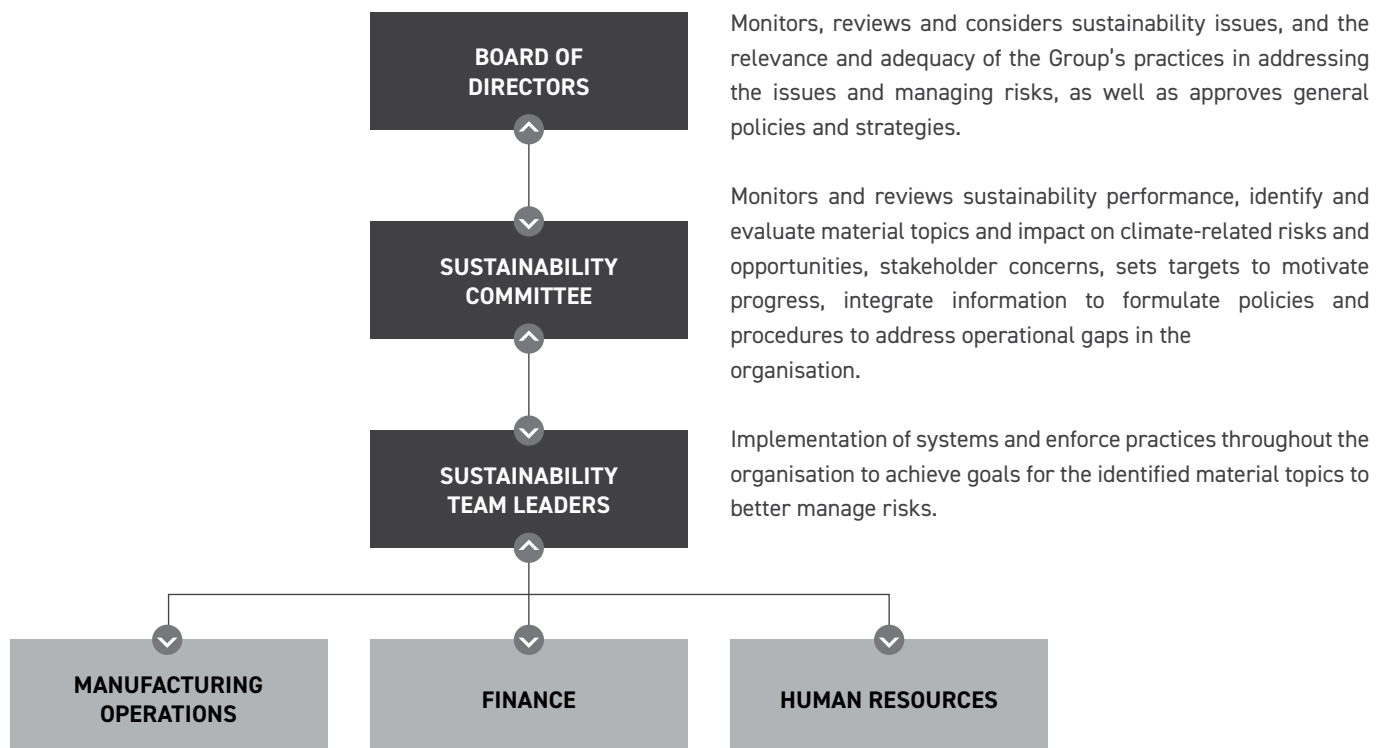 BOARD OF
DIRECTORS
Monitors, reviews and considers sustainability issues, and the
relevance and adequacy of the Group’s practices in addressing
the issues and managing risks, as well as approves general
policies and strategies.
SUSTAINABILITY
COMMITTEE
Monitors and reviews sustainability performance, identify and
evaluate material topics and impact on climate-related risks and
opportunities, stakeholder concerns, sets targets to motivate
progress, integrate information to formulate policies and
procedures to address operational gaps in the
organisation.
SUSTAINABILITY
TEAM LEADERS
Implementation of systems and enforce practices throughout the
organisation to achieve goals for the identified material topics to
better manage risks.
MANUFACTURING
OPERATIONS
FINANCE
HUMAN RESOURCES